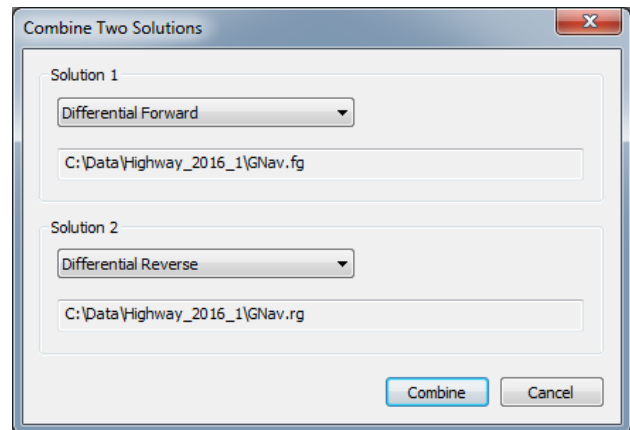 Combine Two Solutions
Solution 1
Differential Forward
C:\Data\Highway_2016_1\GNav.fg
Solution 2
Differential Reverse
C:\Data\Highway_2016_1\GNav.rg
Combine Cancel